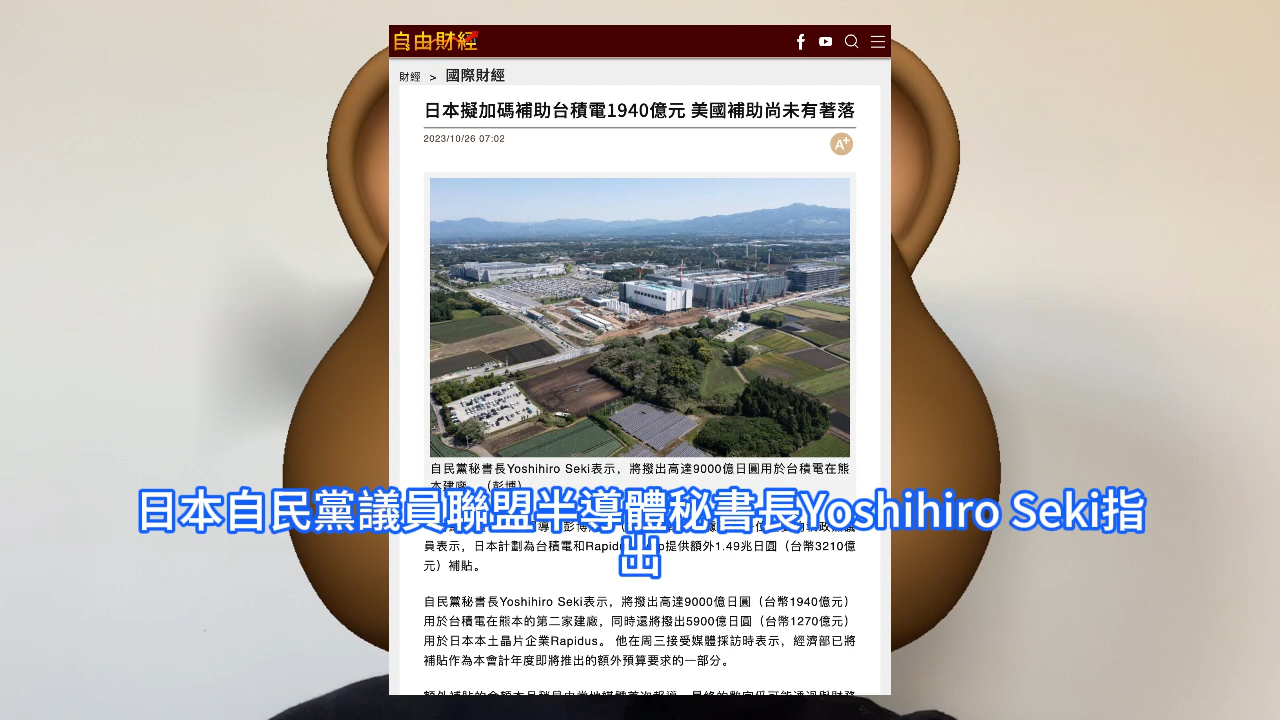 自由財經
財經 > 國際財經
日本擬加碼補助台積電1940億元 美國補助尚未有著落
2023/10/26 07:02
A+
自民黨秘書長Yoshihiro Seki表示，將撥出高達9000億日圓用於台積電在熊
本建廠。（彭博）
日本自民黨議員聯盟半導體秘書長Yoshihiro Seki指
出
員表示，日本計劃為台積電和Rapidus提供額外1.49兆日圓（台幣3210億
元）補貼。
自民黨秘書長Yoshihiro Seki表示，將撥出高達9000億日圓（台幣1940億元）
用於台積電在熊本的第二家建廠，同時還將撥出5900億日圓（台幣1270億元）
用於日本本土晶片企業Rapidus。 他在周三接受媒體採訪時表示，經濟部已將
補貼作為本會計年度即將推出的額外預算要求的一部分。